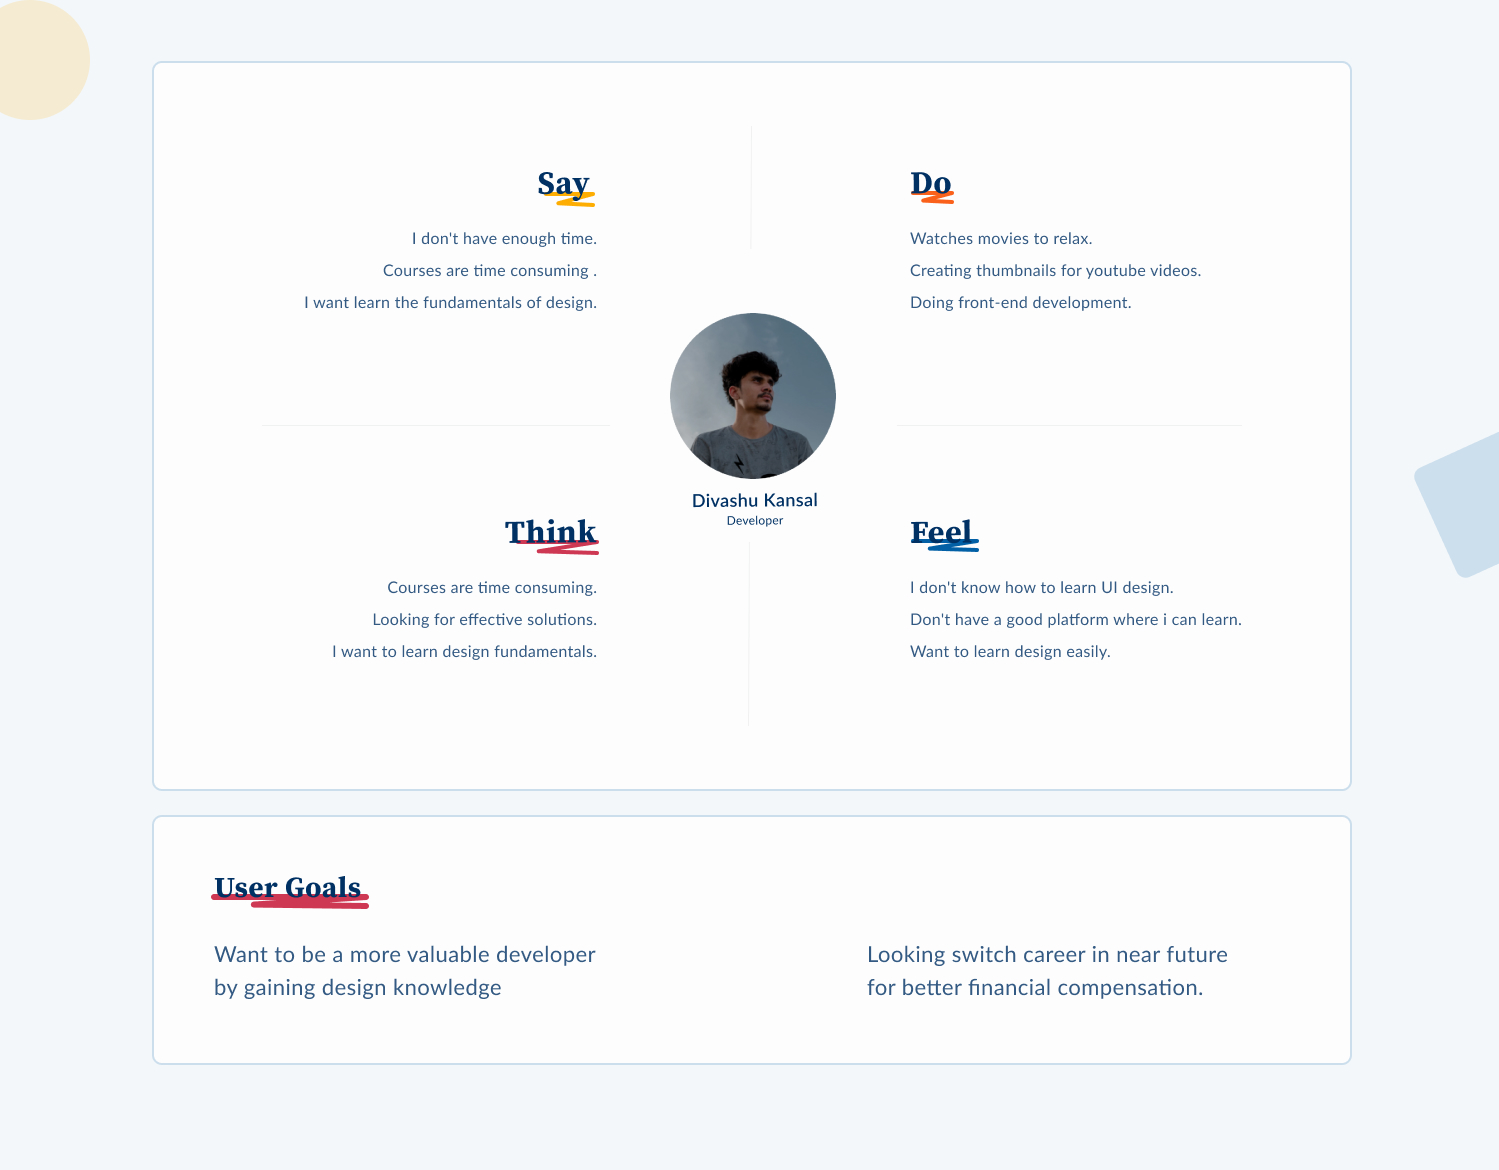 Say
I don't have enough time.
Courses are time consuming .
I want learn the fundamentals of design.
Do
Watches movies to relax.
Creating thumbnails for youtube videos.
Doing front-end development.
Divashu Kansal
Developer
Think
Courses are time consuming.
Looking for effective solutions.
I want to learn design fundamentals.
Feel
I don't know how to learn UI design.
Don't have a good platform where i can learn.
Want to learn design easily.
User Goals
Want to be a more valuable developer
by gaining design knowledge
Looking switch career in near future
for better financial compensation.